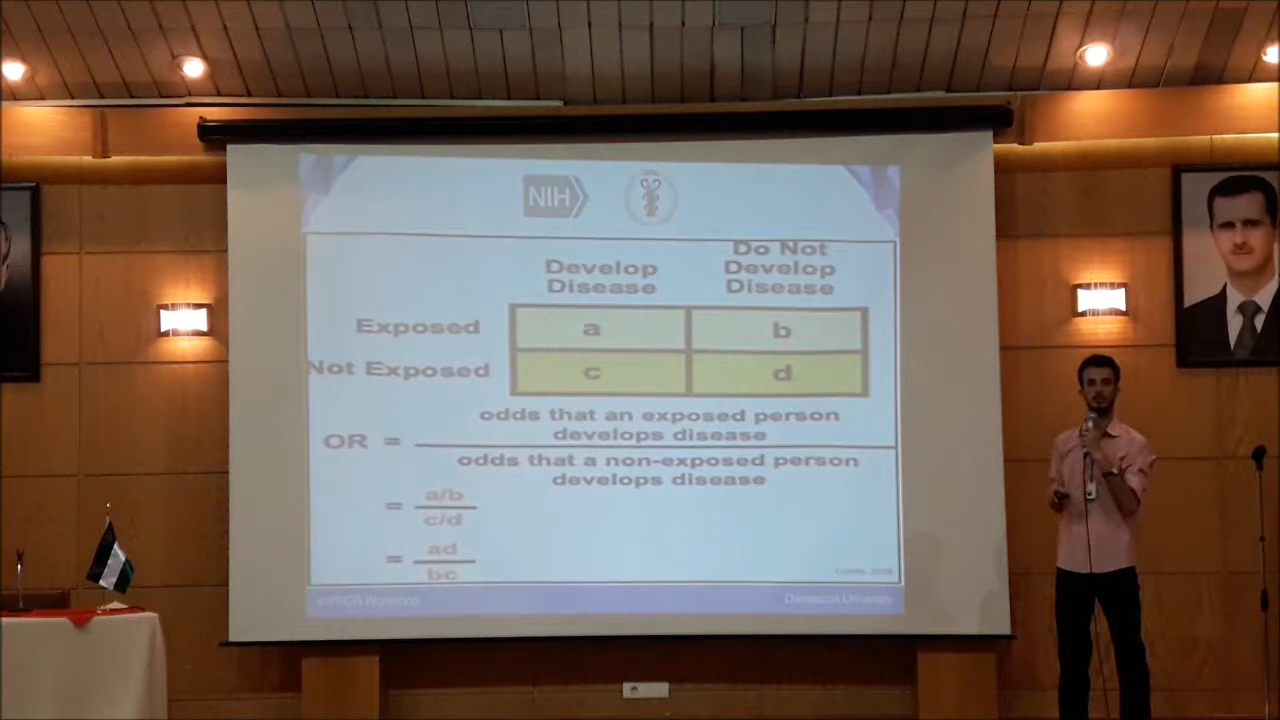 NIH
Do Not
Develop Develop
Disease Disease
Exposed a b
Not Exposed c d
odds that an exposed person
develops disease
OR =
odds that a non-exposed person
develops disease
= a/b
c/d
= ad
bc
Workshop Damascus University